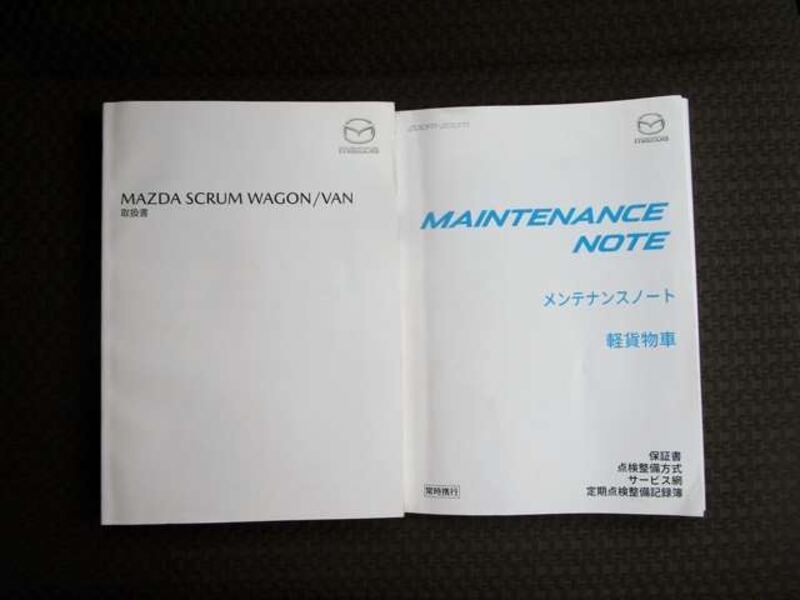 mazda
MAZDA SCRUM WAGON/VAN
取扱書
zoom-zoom
mazda
MAINTENANCE
NOTE
メンテナンスノート
軽貨物車
保証書
点検整備方式
サービス網
定期点検整備記録簿
常時携行